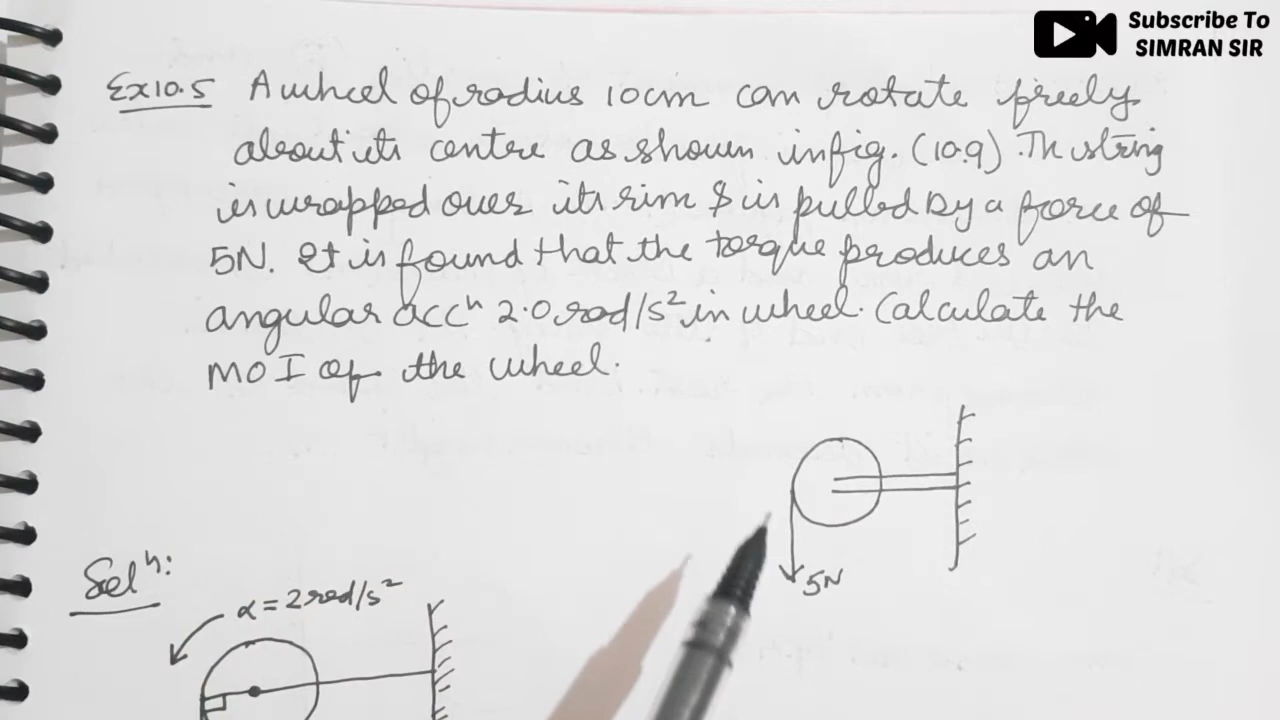 Subscribe To
SIMRAN SIR
Ex10.5 A wheel of radius 10cm can rotate freely
about its centre as shown in fig. (10.9). The string
is wrapped over its rim & is pulled by a force of
5N. It is found that the torque produces an
angular accⁿ 2.0 rad/s² in wheel. Calculate the
MOI of the wheel.
5N
Solⁿ:
α = 2rad/s²